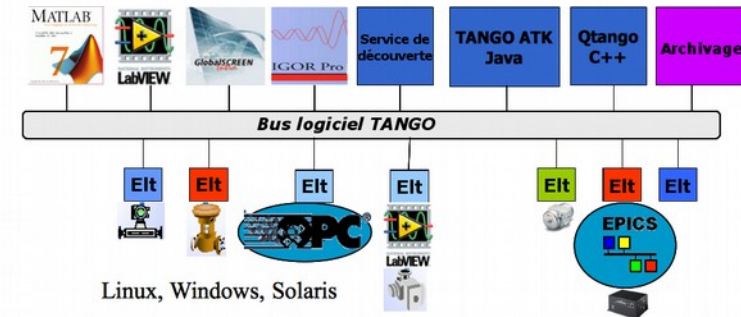 MATLAB
7
LabVIEW
GlobalSCREEN
IGOR Pro
Service de
découverte
TANGO ATK
Java
Qtango
C++
Archivage
Bus logiciel TANGO
Elt
Elt
Elt
Elt
Elt
Elt
Elt
OPC
LabVIEW
EPICS
Linux, Windows, Solaris